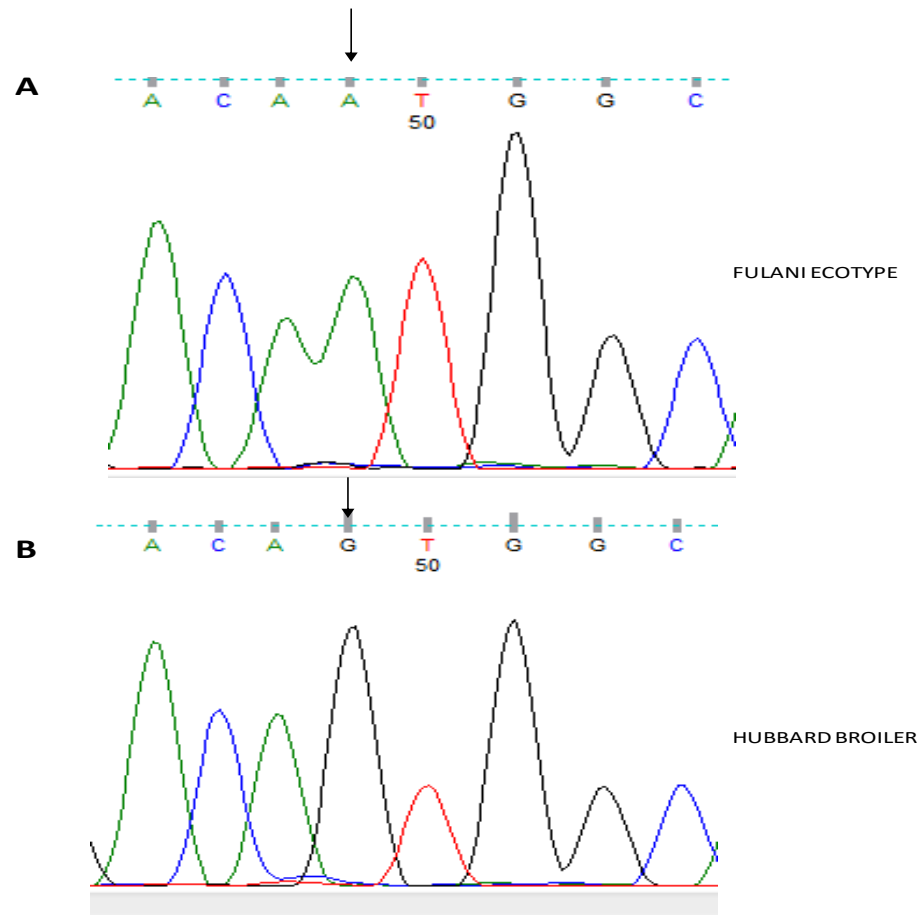 A
A C A A T G G C
50
FULANI ECOTYPE
B
A C A G T G G C
50
HUBBARD BROILER